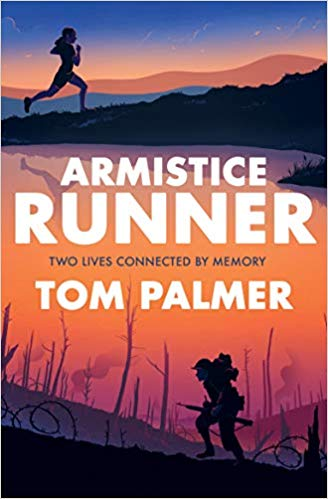 ARMISTICE
RUNNER
TWO LIVES CONNECTED BY MEMORY
TOM PALMER